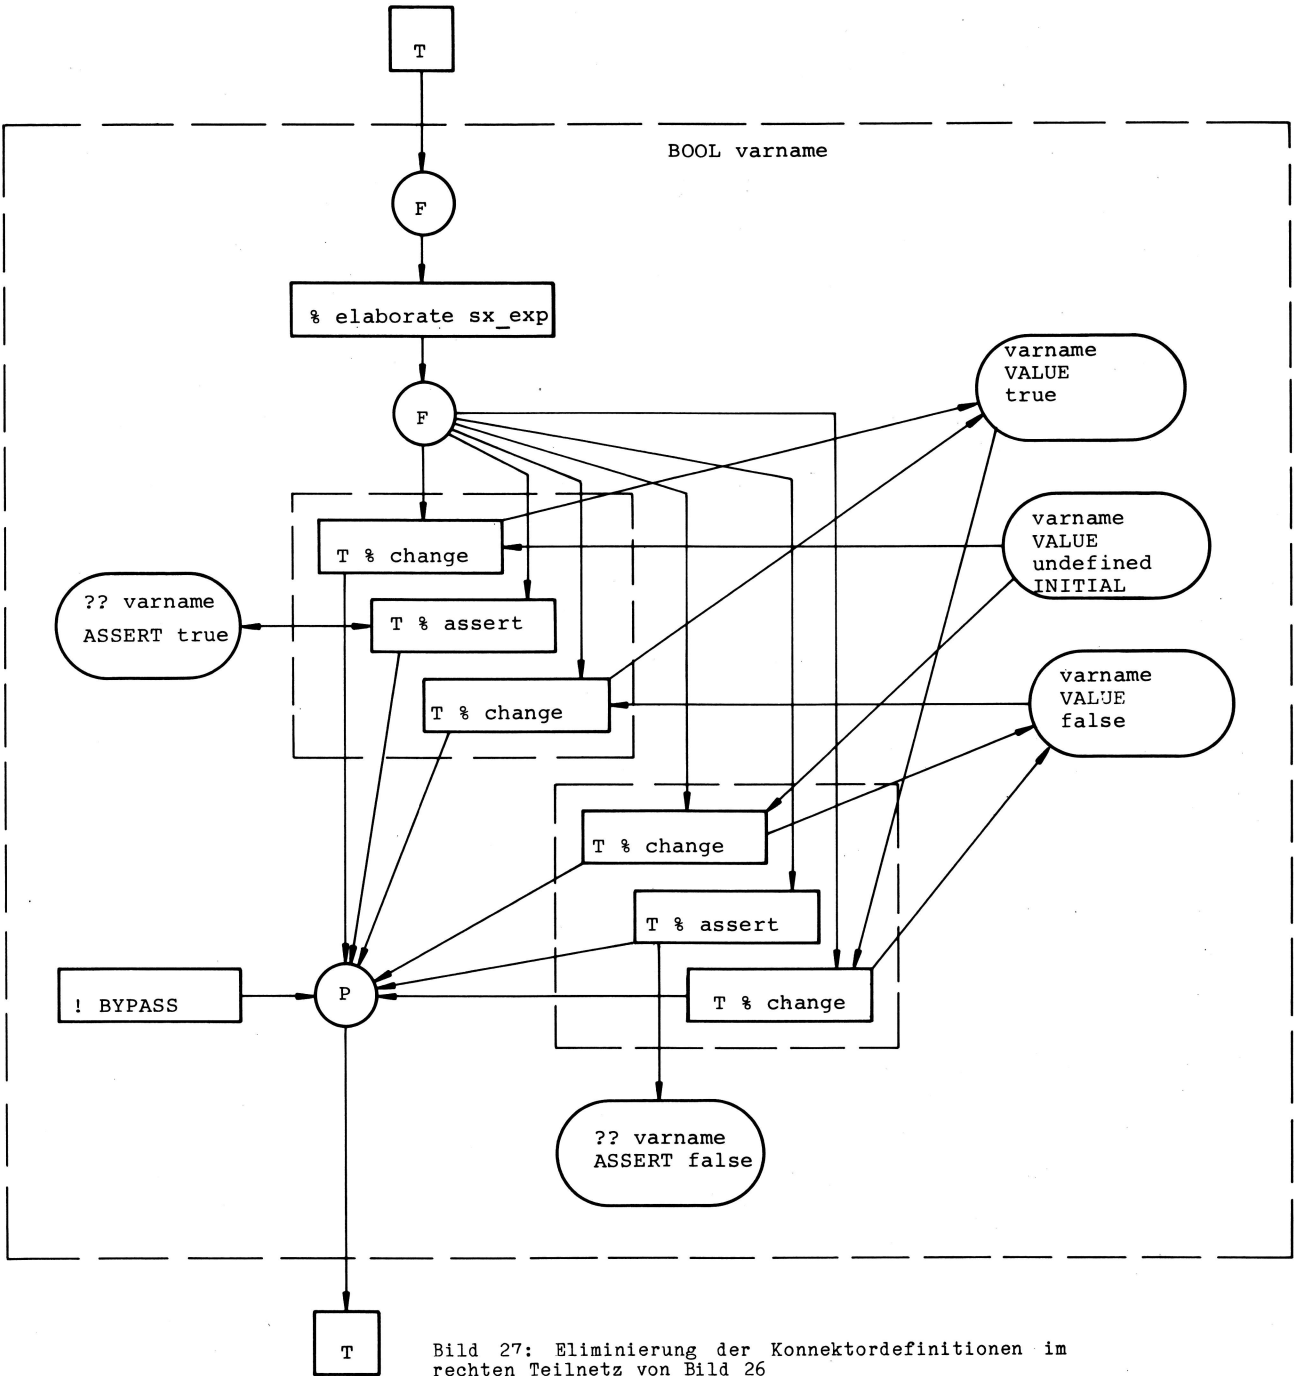 T
BOOL varname
F
% elaborate sx_exp
F
varname
VALUE
true
T % change
varname
VALUE
undefined
INITIAL
?? varname
ASSERT true
T % assert
T % change
varname
VALUE
false
T % change
T % assert
! BYPASS
P
T % change
?? varname
ASSERT false
T
Bild 27: Eliminierung der Konnektordefinitionen im
rechten Teilnetz von Bild 26